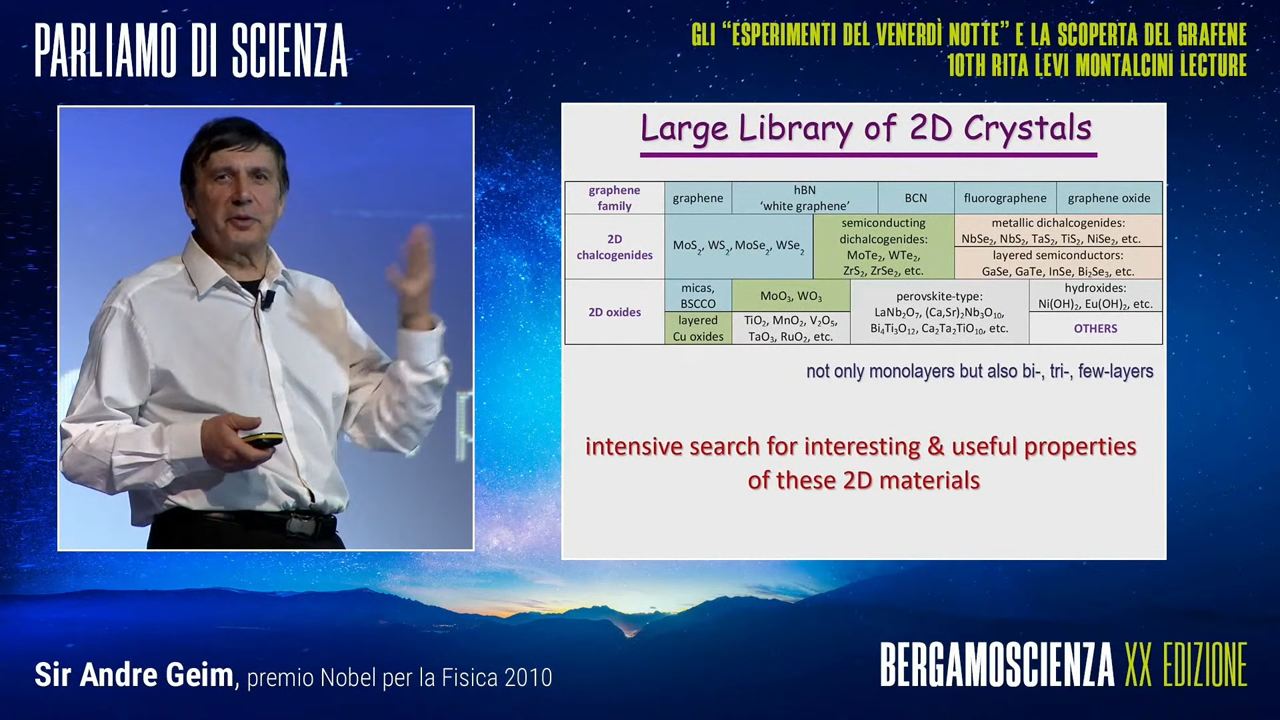 PARLIAMO DI SCIENZA
GLI “ESPERIMENTI DEL VENERDÌ NOTTE” E LA SCOPERTA DEL GRAFENE
10TH RITA LEVI MONTALCINI LECTURE
Large Library of 2D Crystals
graphene
family
graphene
hBN
‘white graphene’
BCN
fluorographene
graphene oxide
2D
chalcogenides
MoS₂, WS₂, MoSe₂, WSe₂
semiconducting
dichalcogenides:
MoTe₂, WTe₂,
ZrS₂, ZrSe₂, etc.
metallic dichalcogenides:
NbSe₂, NbS₂, TaS₂, TiS₂, NiSe₂, etc.
layered semiconductors:
GaSe, GaTe, InSe, Bi₂Se₃, etc.
2D oxides
micas,
BSCCO
MoO₃, WO₃
layered
Cu oxides
TiO₂, MnO₂, V₂O₅,
TaO₃, RuO₂, etc.
perovskite-type:
LaNb₂O₇, (Ca,Sr)₂Nb₃O₁₀,
Bi₄Ti₃O₁₂, Ca₂Ta₂TiO₁₀, etc.
hydroxides:
Ni(OH)₂, Eu(OH)₂, etc.
OTHERS
not only monolayers but also bi-, tri-, few-layers
intensive search for interesting & useful properties
of these 2D materials
Sir Andre Geim, premio Nobel per la Fisica 2010
BERGAMOSCIENZA XX EDIZIONE